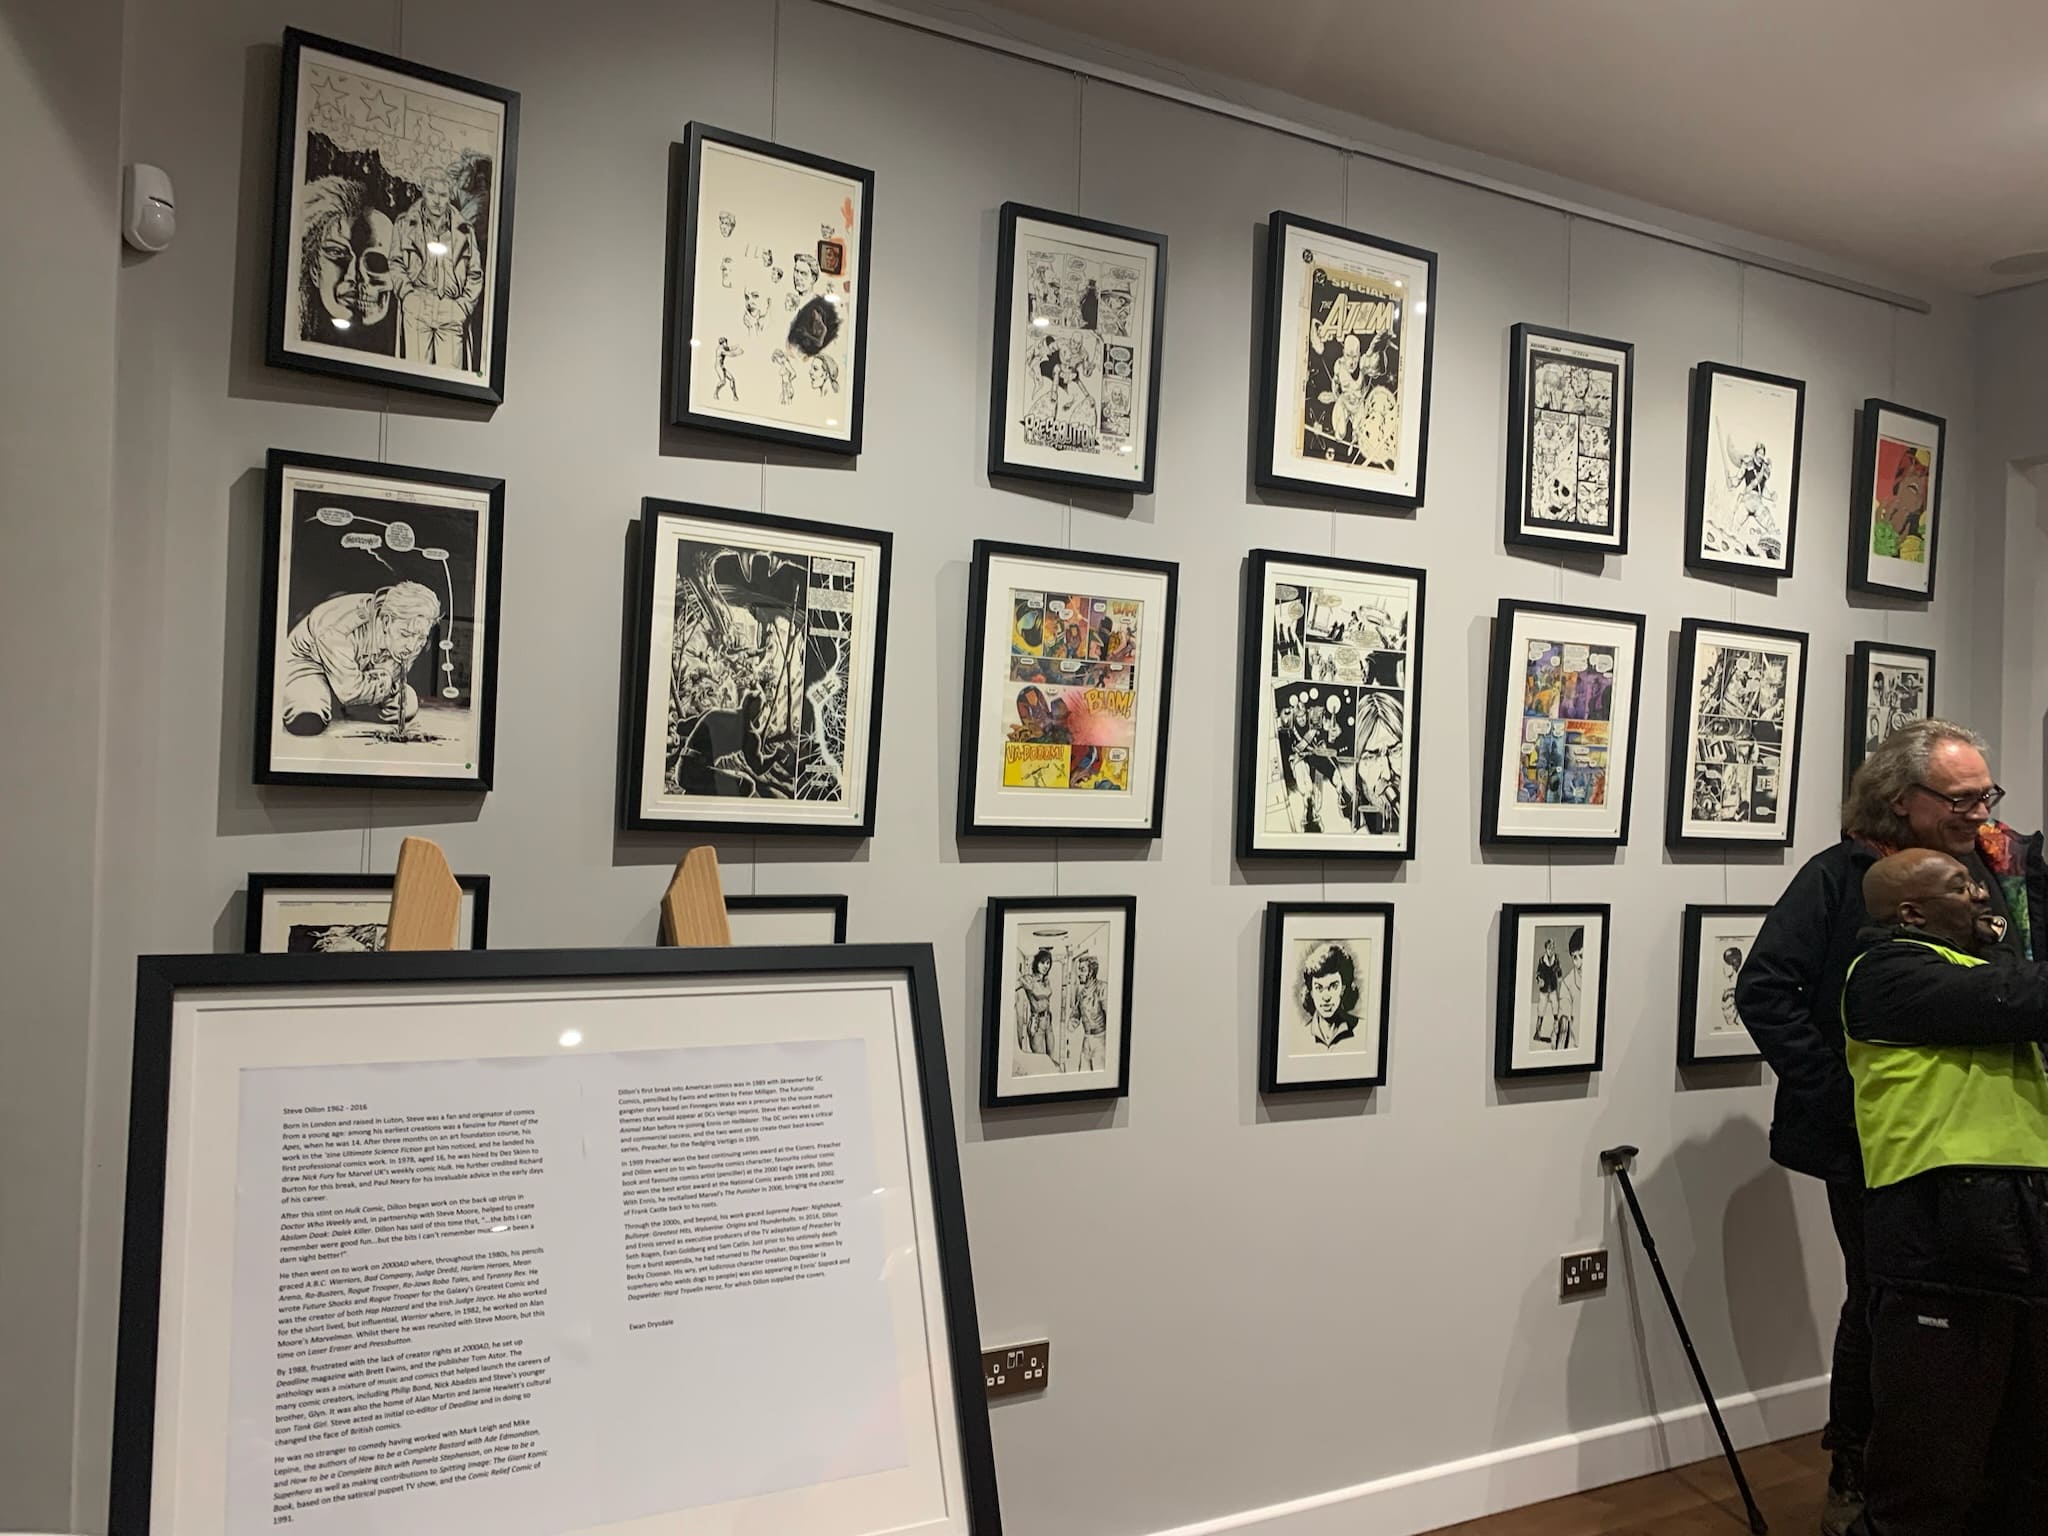 SPECIAL
THE
ATOM
PRESSBUTTON
BLAM!
BLAM!
VA-BOOOM!
Steve Dillon 1962 - 2016
Born in London and raised in Luton, Steve was a fan and originator of comics
from a young age: among his earliest creations was a fanzine for Planet of the
Apes, when he was 14. After three months on an art foundation course, his
work in the 'zine Ultimate Science Fiction got him noticed, and he landed his
first professional comics work. In 1978, aged 16, he was hired by Des Skinn to
draw Nick Fury for Marvel UK's weekly comic Hulk. He further credited Richard
Burton for this break, and Paul Neary for his invaluable advice in the early days
of his career.
After this stint on Hulk Comic, Dillon began work on the back up strips in
Doctor Who Weekly and, in partnership with Steve Moore, helped to create
Abslom Daak: Dalek Killer. Dillon has said of this time that, "...the bits I can
remember were good fun...but the bits I can't remember must have been a
darn sight better!"
He then went on to work on 2000AD where, throughout the 1980s, his pencils
graced A.B.C. Warriors, Bad Company, Judge Dredd, Harlem Heroes, Mean
Arena, Ro-Busters, Rogue Trooper, Ro-Jaws Robo Tales, and Tyranny Rex. He
wrote Future Shocks and Rogue Trooper for the Galaxy's Greatest Comic and
was the creator of both Hap Hazzard and the Irish Judge Joyce. He also worked
for the short lived, but influential, Warrior where, in 1982, he worked on Alan
Moore's Marvelman. Whilst there he was reunited with Steve Moore, but this
time on Laser Eraser and Pressbutton.
By 1988, frustrated with the lack of creator rights at 2000AD, he set up
Deadline magazine with Brett Ewins, and the publisher Tom Astor. The
anthology was a mixture of music and comics that helped launch the careers of
many comic creators, including Philip Bond, Nick Abadzis and Steve's younger
brother, Glyn. It was also the home of Alan Martin and Jamie Hewlett's cultural
icon Tank Girl. Steve acted as initial co-editor of Deadline and in doing so
changed the face of British comics.
He was no stranger to comedy having worked with Mark Leigh and Mike
Lepine, the authors of How to be a Complete Bastard with Ade Edmondson,
and How to be a Complete Bitch with Pamela Stephenson, on How to be a
Superhero as well as making contributions to Spitting Image: The Giant Komic
Book, based on the satirical puppet TV show, and the Comic Relief Comic of
1991.
Dillon's first break into American comics was in 1989 with Skreemer for DC
Comics, pencilled by Ewins and written by Peter Milligan. The futuristic
gangster story based on Finnegans Wake was a precursor to the more mature
themes that would appear at DCs Vertigo imprint. Steve then worked on
Animal Man before re-joining Ennis on Hellblazer. The DC series was a critical
and commercial success, and the two went on to create their best-known
series, Preacher, for the fledgling Vertigo in 1995.
In 1999 Preacher won the best continuing series award at the Eisners. Preacher
and Dillon went on to win favourite comics character, favourite colour comic
book and favourite comics artist (penciller) at the 2000 Eagle awards. Dillon
also won the best artist award at the National Comic awards 1998 and 2002.
With Ennis, he revitalised Marvel's The Punisher in 2000, bringing the character
of Frank Castle back to his roots.
Through the 2000s, and beyond, his work graced Supreme Power: Nighthawk,
Bullseye: Greatest Hits, Wolverine: Origins and Thunderbolts. In 2016, Dillon
and Ennis served as executive producers of the TV adaptation of Preacher by
Seth Rogen, Evan Goldberg and Sam Catlin. Just prior to his untimely death
from a burst appendix, he had returned to The Punisher, this time written by
Becky Cloonan. His wry, yet ludicrous character creation Dogwelder (a
superhero who welds dogs to people) was also appearing in Ennis' Sixpack and
Dogwelder: Hard Travelin Heroz, for which Dillon supplied the covers.
Ewan Drysdale